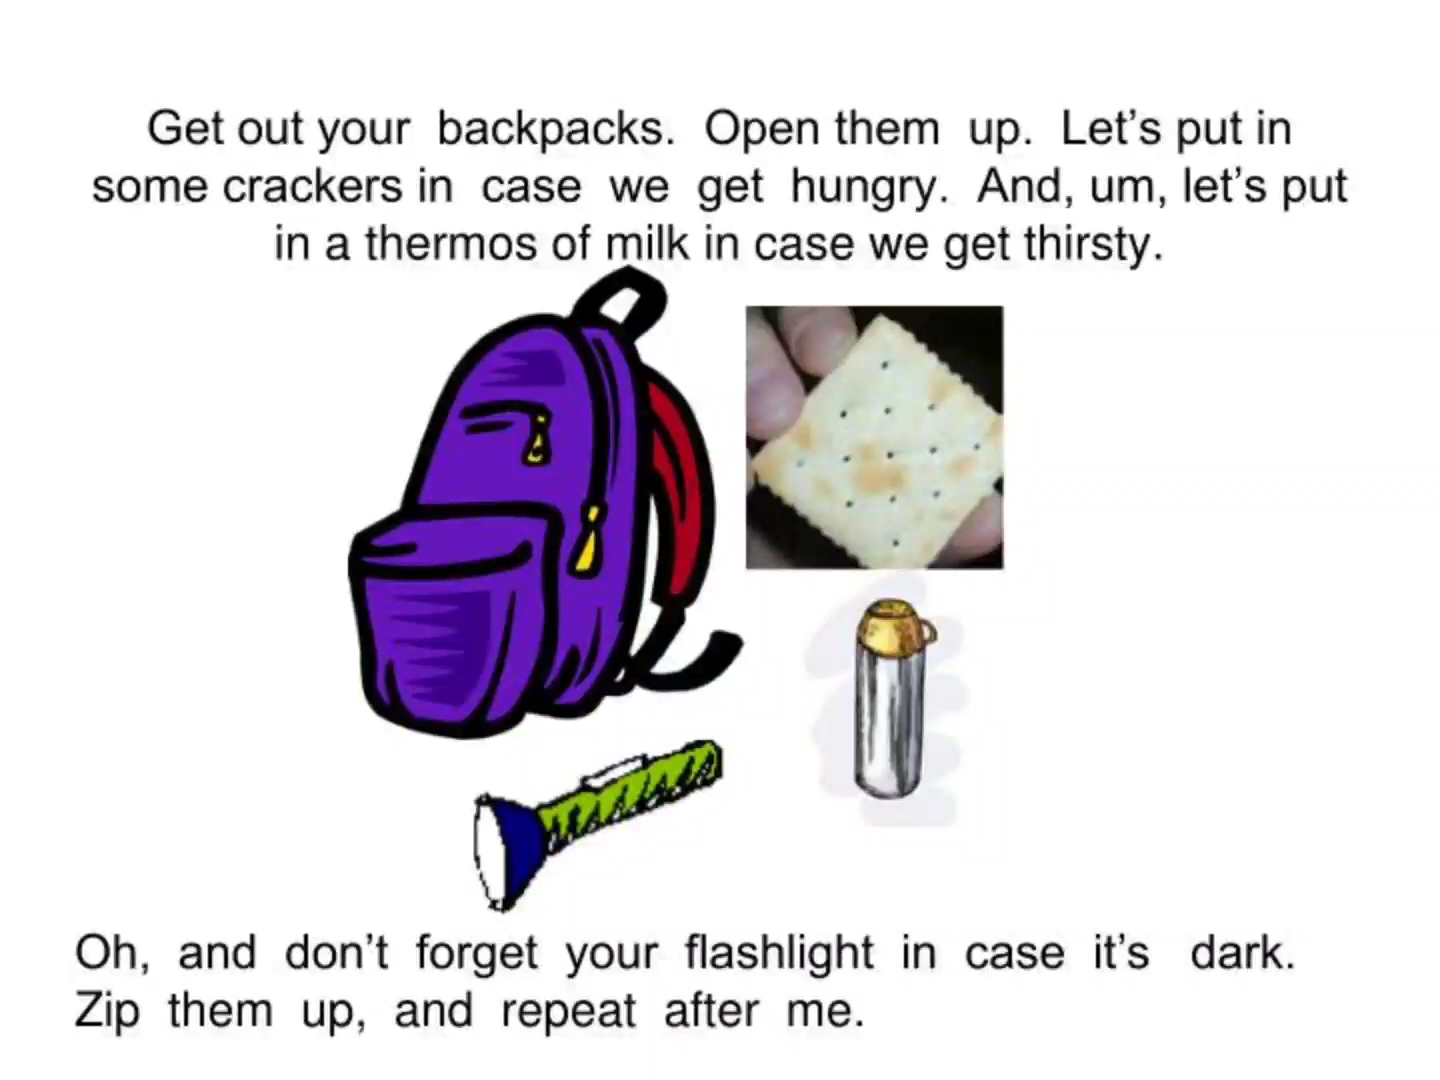 Get out your backpacks. Open them up. Let’s put in
some crackers in case we get hungry. And, um, let’s put
in a thermos of milk in case we get thirsty.
Oh, and don’t forget your flashlight in case it’s dark.
Zip them up, and repeat after me.